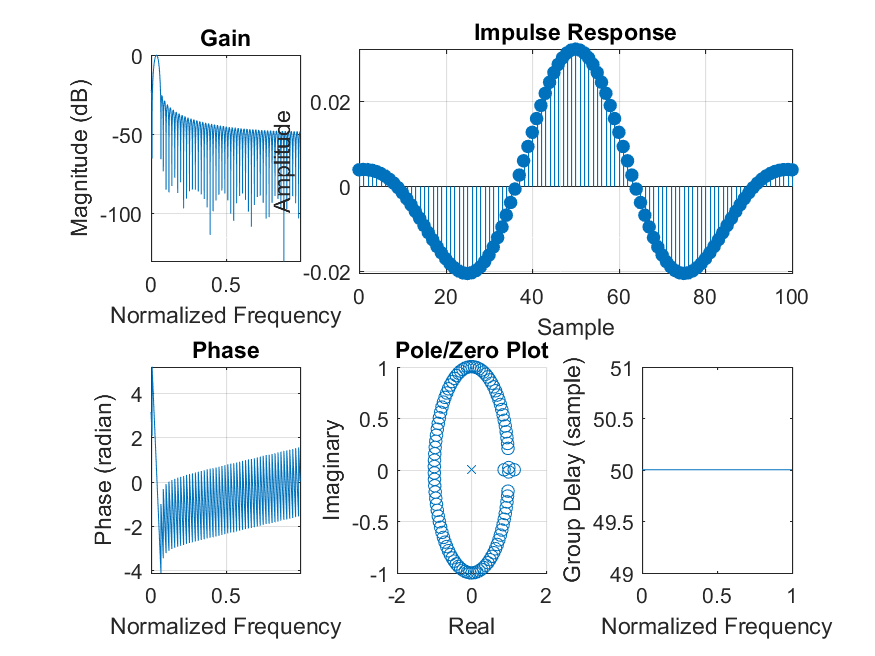 Gain
Magnitude (dB)
0
-50
-100
0
0.5
Normalized Frequency
Impulse Response
Amplitude
0.02
0
-0.02
0
20
40
60
80
100
Sample
Phase
Phase (radian)
4
2
0
-2
-4
0
0.5
Normalized Frequency
Pole/Zero Plot
Imaginary
1
0.5
0
-0.5
-1
-2
0
2
Real
Group Delay (sample)
51
50.5
50
49.5
49
0
0.5
1
Normalized Frequency